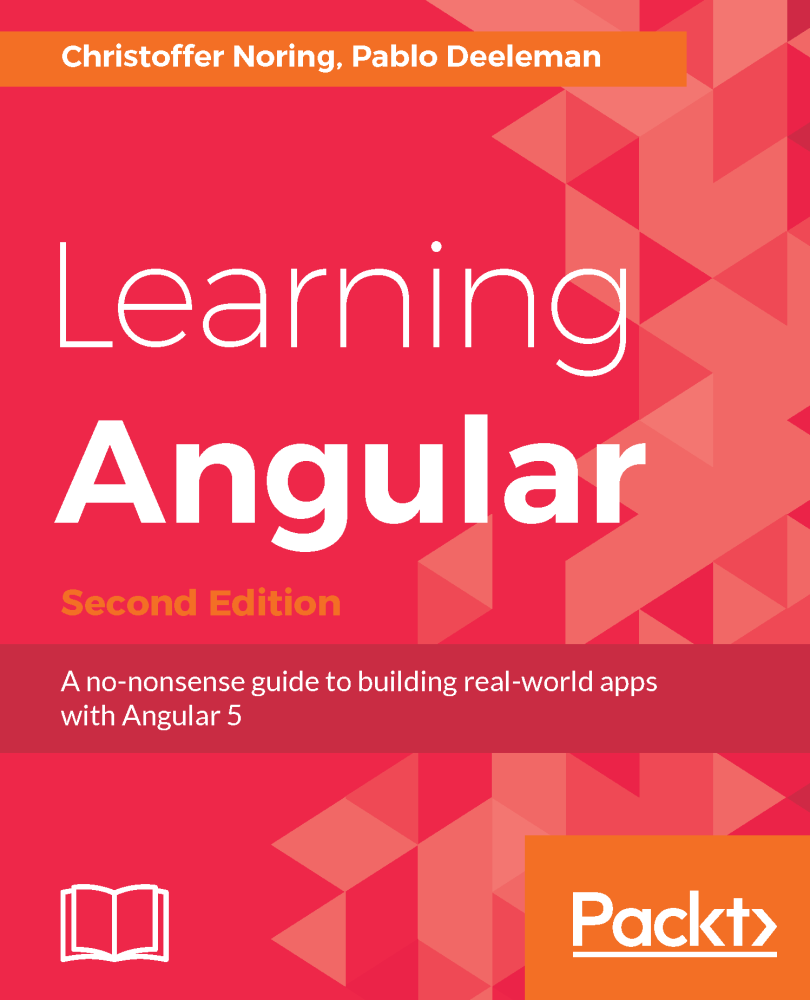 Christoffer Noring, Pablo Deeleman
Learning
Angular
Second Edition
A no-nonsense guide to building real-world apps
with Angular 5
Packt>